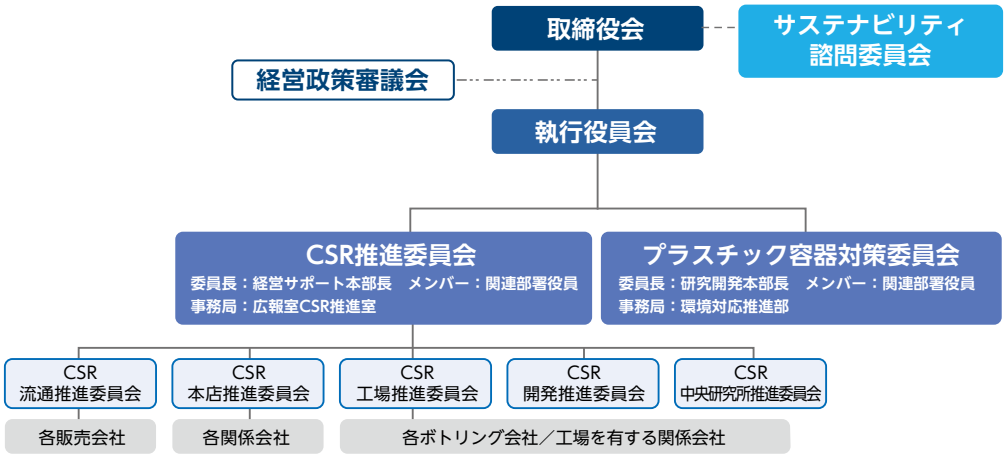 取締役会
サステナビリティ
諮問委員会
経営政策審議会
執行役員会
CSR推進委員会
委員長：経営サポート本部長　メンバー：関連部署役員
事務局：広報室CSR推進室
プラスチック容器対策委員会
委員長：研究開発本部長　メンバー：関連部署役員
事務局：環境対応推進部
CSR
流通推進委員会
CSR
本店推進委員会
CSR
工場推進委員会
CSR
開発推進委員会
CSR
中央研究所推進委員会
各販売会社
各関係会社
各ボトリング会社／工場を有する関係会社